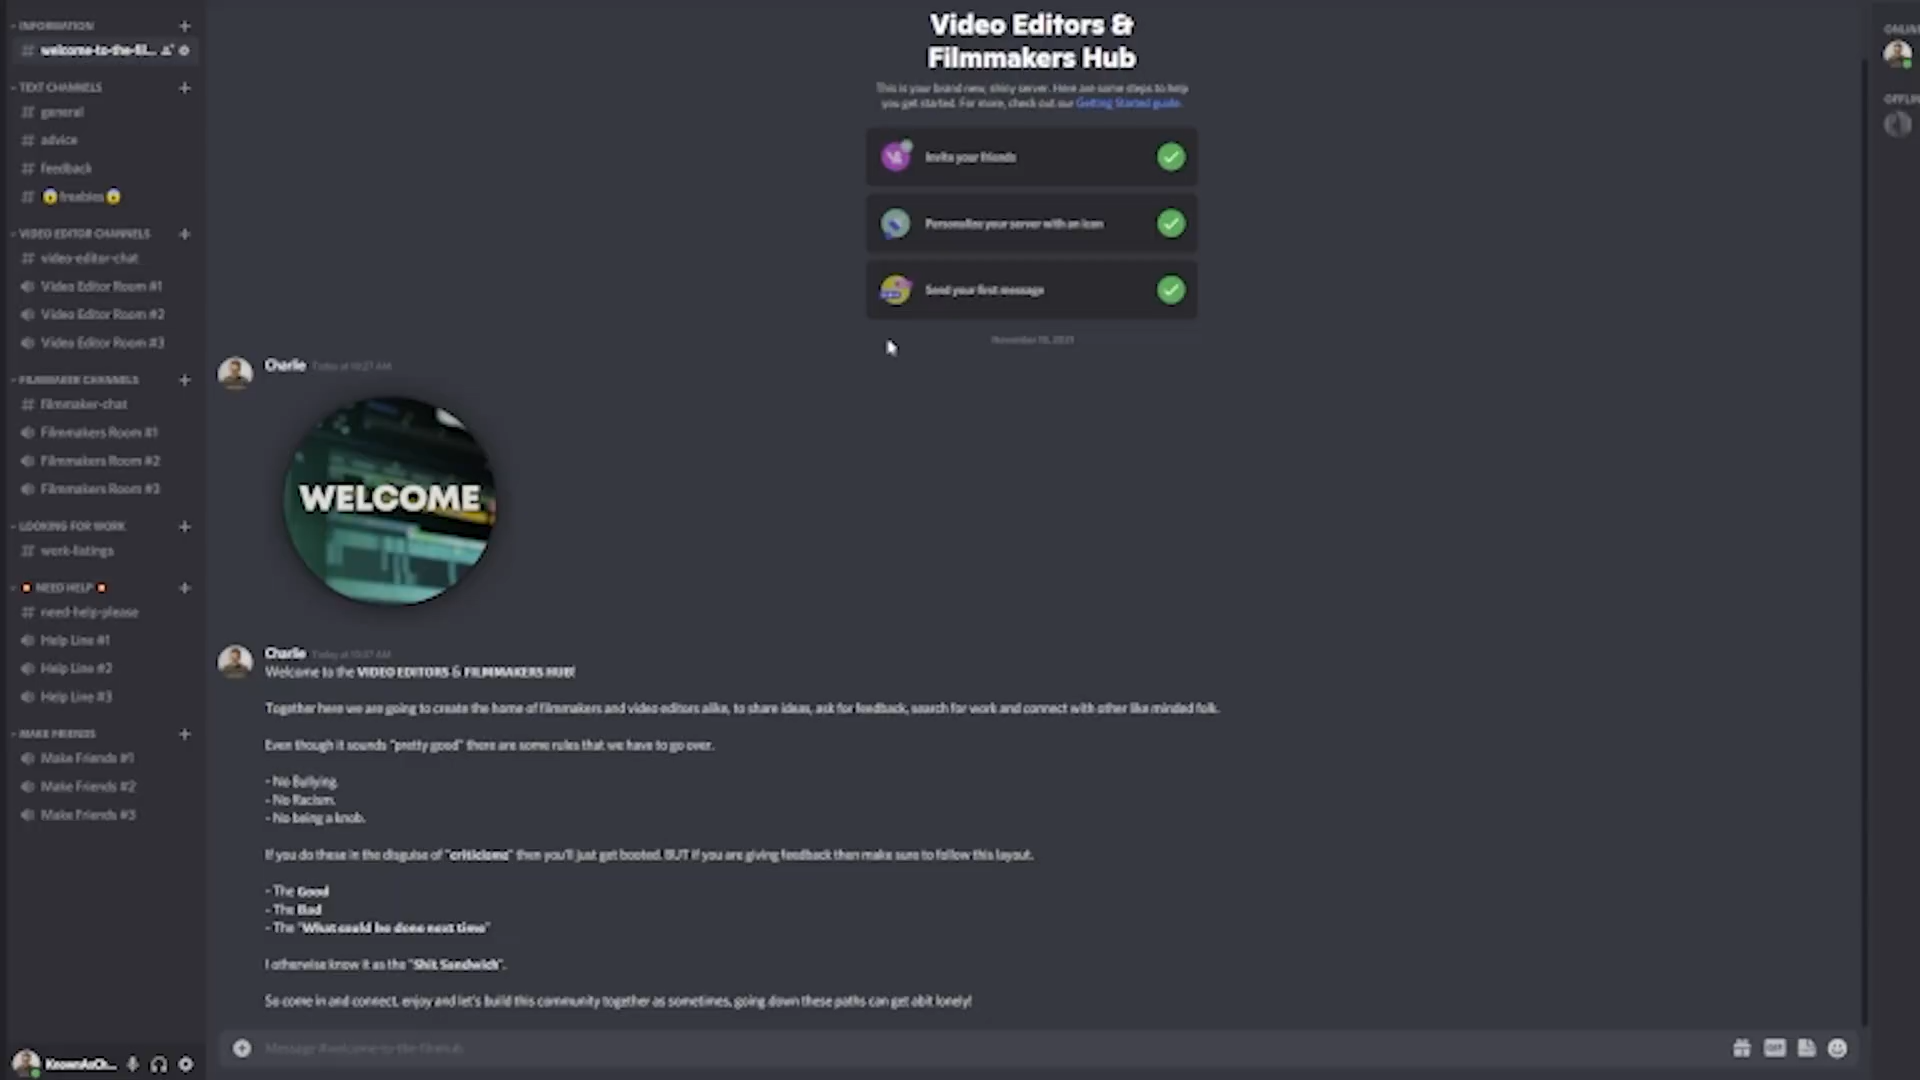 INFORMATION
welcome-to-the-fil...
TEXT CHANNELS
general
advice
feedback
freebies
VIDEO EDITOR CHANNELS
video-editor-chat
Video Editor Room #1
Video Editor Room #2
Video Editor Room #3
FILMMAKER CHANNELS
filmmaker-chat
Filmmakers Room #1
Filmmakers Room #2
Filmmakers Room #3
LOOKING FOR WORK
work-listings
NEED HELP
need-help-please
Help Line #1
Help Line #2
Help Line #3
MAKE FRIENDS
Make Friends #1
Make Friends #2
Make Friends #3
KnownAsCh...
Video Editors &
Filmmakers Hub
This is your brand new, shiny server. Here are some steps to help
you get started. For more, check out our Getting Started guide.
Invite your friends
Personalize your server with an icon
Send your first message
Charlie Today at 10:27 AM
WELCOME
Charlie Today at
Welcome to the VIDEO EDITORS & FILMMAKERS HUB!
Together here we are going to create the home of filmmakers and video editors alike, to share ideas, ask for feedback, search for work and connect with other like minded folk.
Even though it sounds "pretty good" there are some rules that we have to go over.
- No Bullying.
- No Racism.
- No being a knob.
If you do these in the disguise of "criticisms" then you'll just get booted. BUT if you are giving feedback then make sure to follow this layout.
- The Good
- The Bad
- The "What could be done next time"
I otherwise know it as the "Shit Sandwich".
So come in and connect, enjoy and let's build this community together as sometimes, going down these paths can get abit lonely!
Message #welcome-to-the-filmhub
GIF